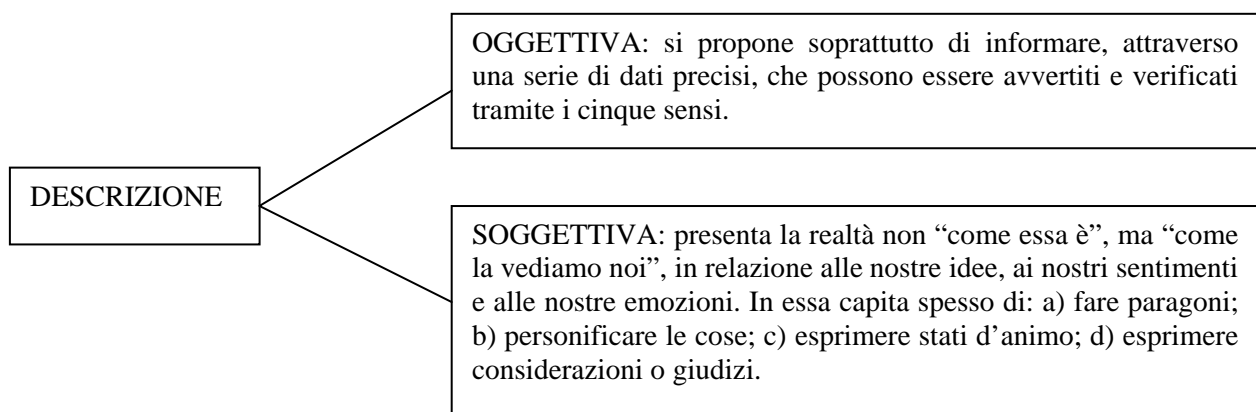 OGGETTIVA: si propone soprattutto di informare, attraverso
una serie di dati precisi, che possono essere avvertiti e verificati
tramite i cinque sensi.
DESCRIZIONE
SOGGETTIVA: presenta la realtà non “come essa è”, ma “come
la vediamo noi”, in relazione alle nostre idee, ai nostri sentimenti
e alle nostre emozioni. In essa capita spesso di: a) fare paragoni;
b) personificare le cose; c) esprimere stati d’animo; d) esprimere
considerazioni o giudizi.